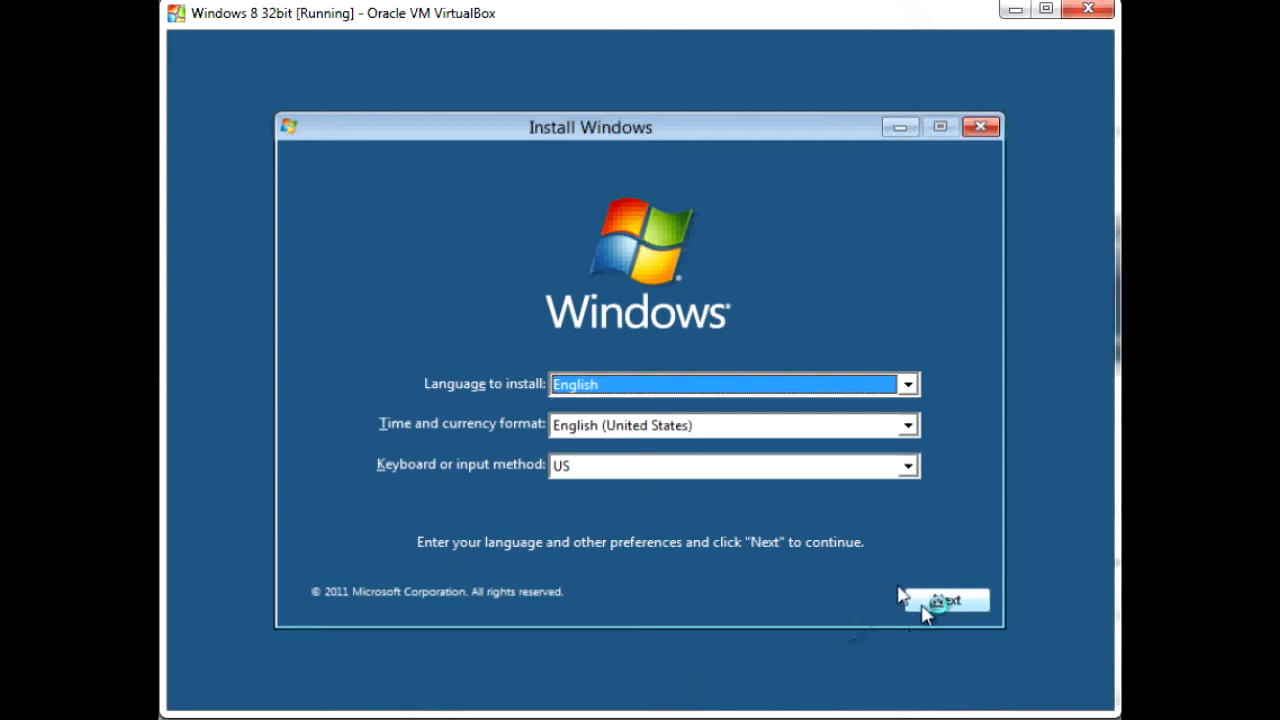 Windows 8 32bit [Running] - Oracle VM VirtualBox
Install Windows
Windows®
Language to install: English
Time and currency format: English (United States)
Keyboard or input method: US
Enter your language and other preferences and click "Next" to continue.
© 2011 Microsoft Corporation. All rights reserved.
Next